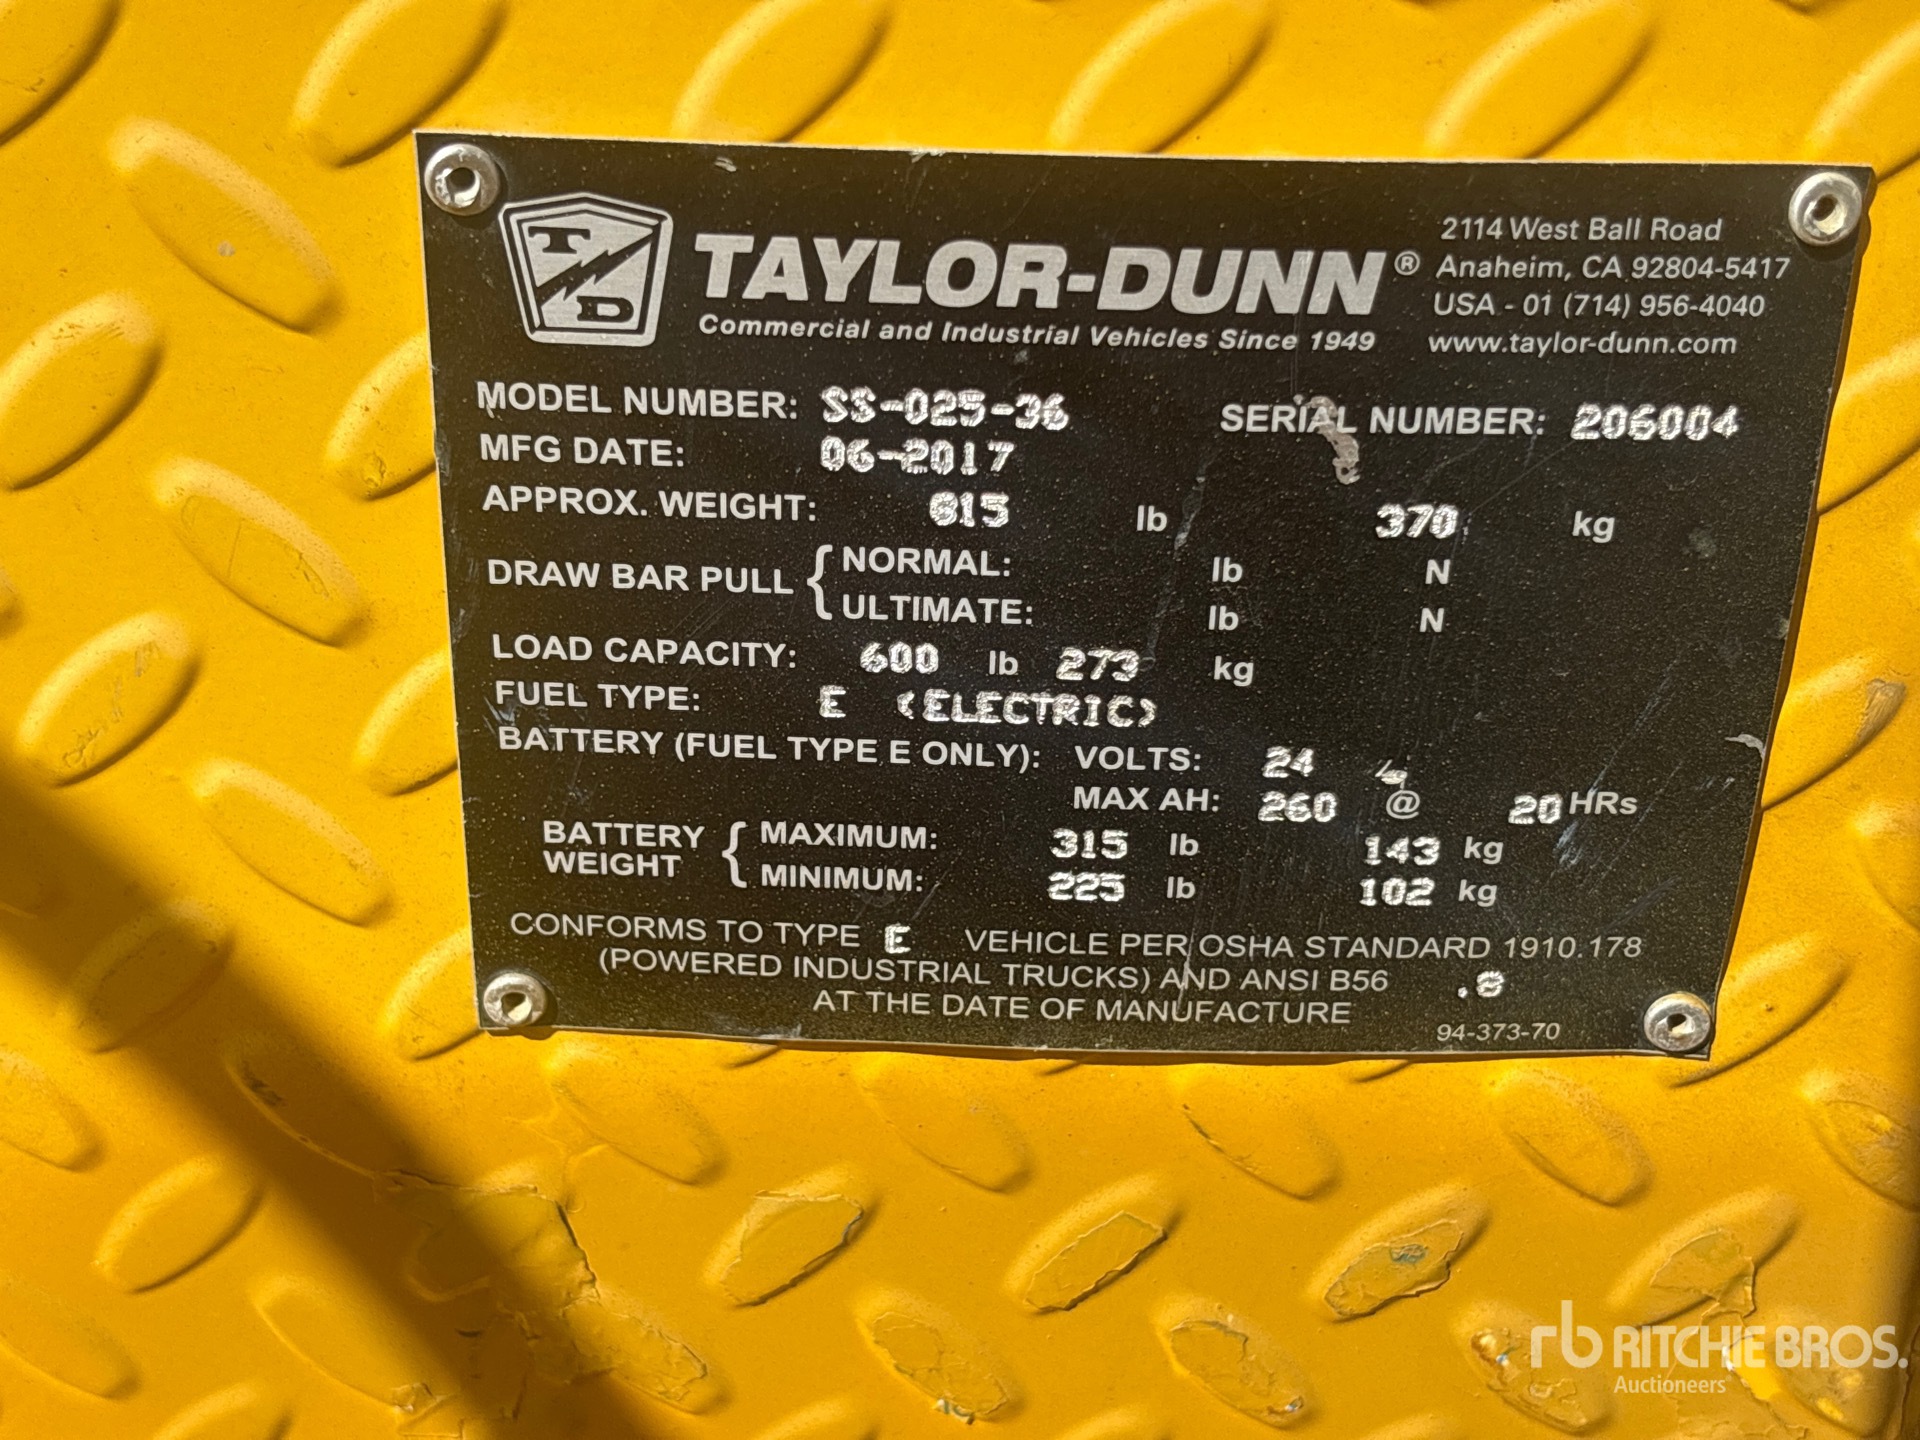 T D
TAYLOR-DUNN®
Commercial and Industrial Vehicles Since 1949
2114 West Ball Road
Anaheim, CA 92804-5417
USA - 01 (714) 956-4040
www.taylor-dunn.com
MODEL NUMBER: SS-025-36 SERIAL NUMBER: 206004
MFG DATE: 06-2017
APPROX. WEIGHT: 815 lb 370 kg
DRAW BAR PULL { NORMAL: lb N
ULTIMATE: lb N
LOAD CAPACITY: 600 lb 273 kg
FUEL TYPE: E (ELECTRIC)
BATTERY (FUEL TYPE E ONLY): VOLTS: 24
MAX AH: 260 @ 20 HRs
BATTERY WEIGHT { MAXIMUM: 315 lb 143 kg
MINIMUM: 225 lb 102 kg
CONFORMS TO TYPE E VEHICLE PER OSHA STANDARD 1910.178
(POWERED INDUSTRIAL TRUCKS) AND ANSI B56 .8
AT THE DATE OF MANUFACTURE
94-373-70
rb RITCHIE BROS.
Auctioneers